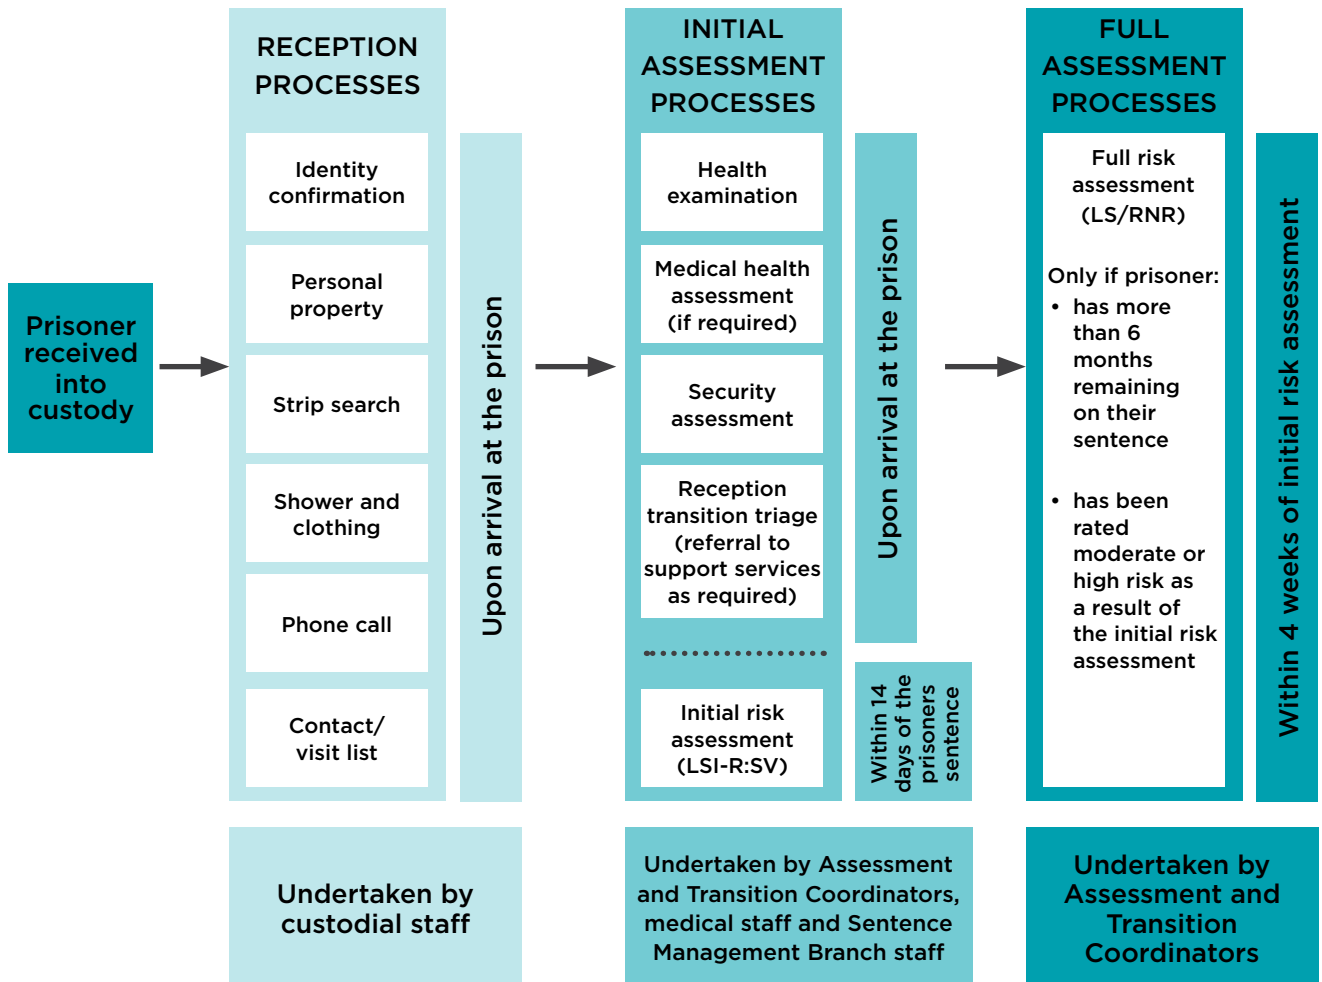 Prisoner
received
into
custody
RECEPTION
PROCESSES
Identity
confirmation
Personal
property
Strip search
Shower and
clothing
Phone call
Contact/
visit list
Upon arrival at the prison
Undertaken by
custodial staff
INITIAL
ASSESSMENT
PROCESSES
Health
examination
Medical health
assessment
(if required)
Security
assessment
Reception
transition triage
(referral to
support services
as required)
Initial risk
assessment
(LSI-R:SV)
Upon arrival at the prison
Within 14
days of the
prisoners
sentence
Undertaken by Assessment
and Transition Coordinators,
medical staff and Sentence
Management Branch staff
FULL
ASSESSMENT
PROCESSES
Full risk
assessment
(LS/RNR)
Only if prisoner:
• has more
than 6
months
remaining
on their
sentence
• has been
rated
moderate or
high risk as
a result of
the initial risk
assessment
Within 4 weeks of initial risk assessment
Undertaken by
Assessment and
Transition
Coordinators